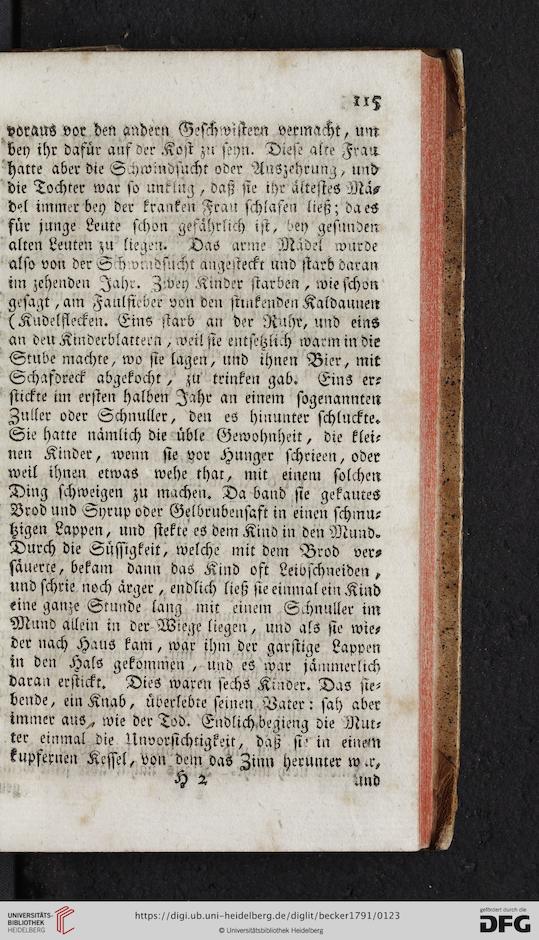 115
voraus vor den andern Geschwistern vermacht, um
bey ihr dafür auf der Kost zu seyn. Diese alte Frau
hatte aber die Schwindsucht oder Auszehrung, und
die Tochter war so unklug, daß sie ihr ältestes Mä⸗
del immer bey der kranken Frau schlafen ließ; da es
für junge Leute schon gefährlich ist, bey gesunden
alten Leuten zu liegen. Das arme Mädel wurde
also von der Schwindsucht angesteckt und starb daran
im zehenden Jahr. Zwey Kinder starben, wie schon
gesagt, am Faulfieber von den stinkenden Kaldaunen
(Kudelflecken. Eins starb an der Ruhr, und eins
an den Kinderblattern, weil sie entsetzlich warm in die
Stube machte, wo sie lagen, und ihnen Bier, mit
Schafdreck abgekocht, zu trinken gab. Eins er⸗
stickte im ersten halben Jahr an einem sogenannten
Zuller oder Schnuller, den es hinunter schluckte.
Sie hatte nämlich die üble Gewohnheit, die klei⸗
nen Kinder, wenn sie vor Hunger schrieen, oder
weil ihnen etwas wehe that, mit einem solchen
Ding schweigen zu machen. Da band sie gekautes
Brod und Syrup oder Gelbrubensaft in einen schmu⸗
tzigen Lappen, und stekte es dem Kind in den Mund.
Durch die Süssigkeit, welche mit dem Brod ver⸗
säuerte, bekam dann das Kind oft Leibschneiden,
und schrie noch ärger, endlich ließ sie einmal ein Kind
eine ganze Stunde lang mit einem Schnuller im
Mund allein in der Wiege liegen, und als sie wie⸗
der nach Haus kam, war ihm der garstige Lappen
in den Hals gekommen, und es war jämmerlich
daran erstickt. Dies waren sechs Kinder. Das sie⸗
bende, ein Knab, überlebte seinen Vater: sah aber
immer aus, wie der Tod. Endlich begieng die Mut⸗
ter einmal die Unvorsichtigkeit, daß sie in einem
kupfernen Kessel, von dem das Zinn herunter war,
H 2 und
UNIVERSITÄTS-
BIBLIOTHEK
HEIDELBERG
https://digi.ub.uni-heidelberg.de/diglit/becker1791/0123
© Universitätsbibliothek Heidelberg
gefördert durch die
DFG